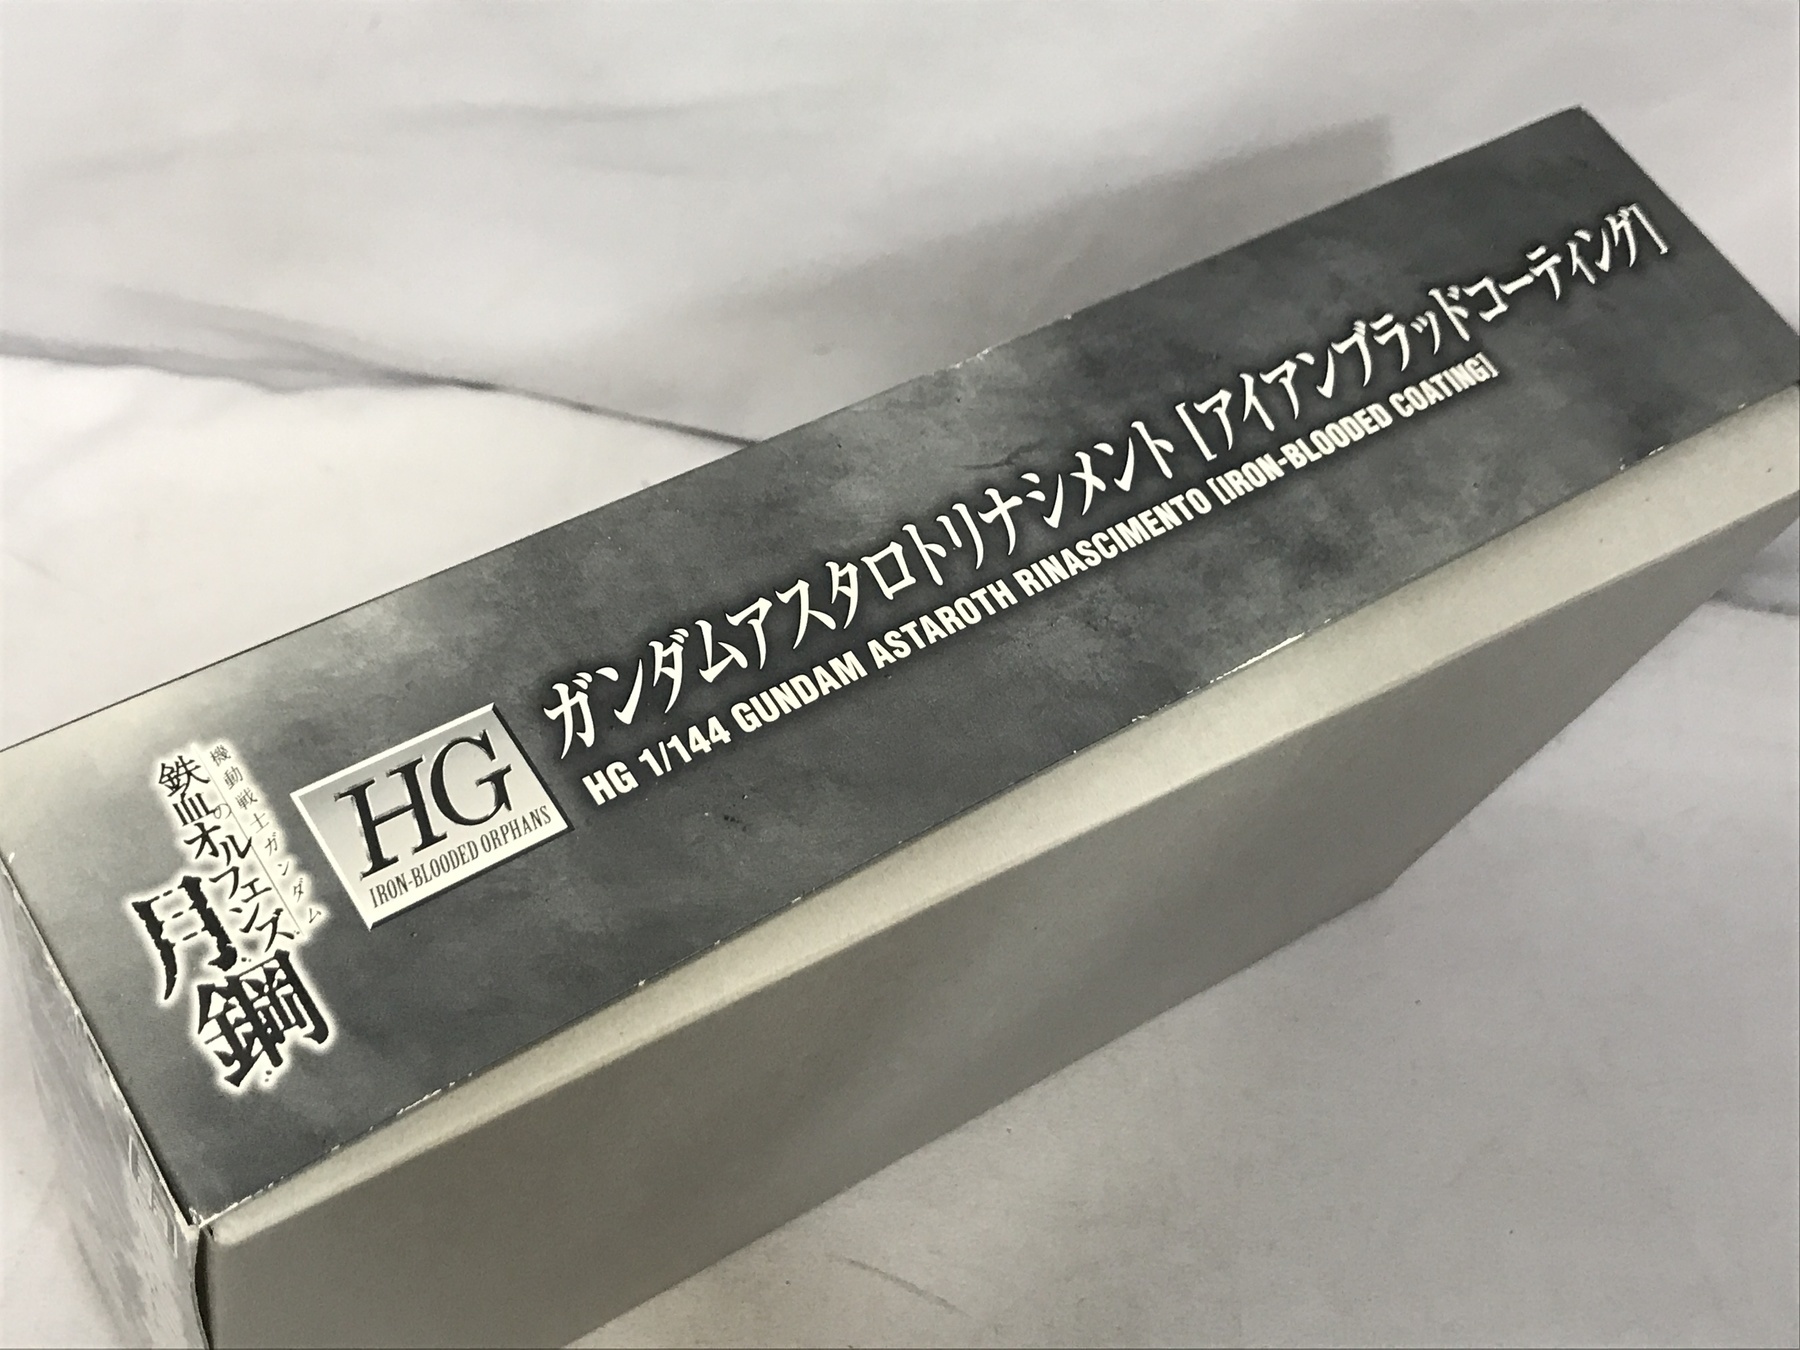 機動戦士ガンダム
鉄血のオルフェンズ
月鋼
HG
IRON-BLOODED ORPHANS
ガンダムアスタロトリナシメント [アイアンブラッドコーティング]
HG 1/144 GUNDAM ASTAROTH RINASCIMENTO [IRON-BLOODED COATING]